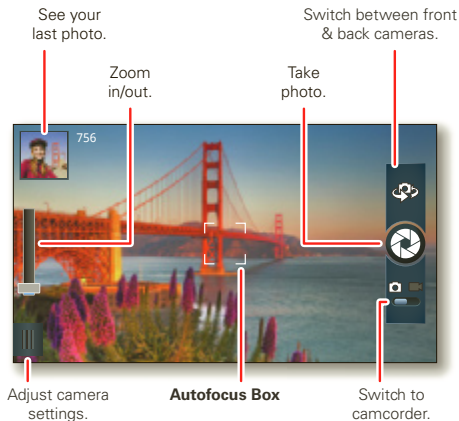 See your
last photo.
Switch between front
& back cameras.
Zoom
in/out.
Take
photo.
756
Adjust camera
settings.
Autofocus Box
Switch to
camcorder.